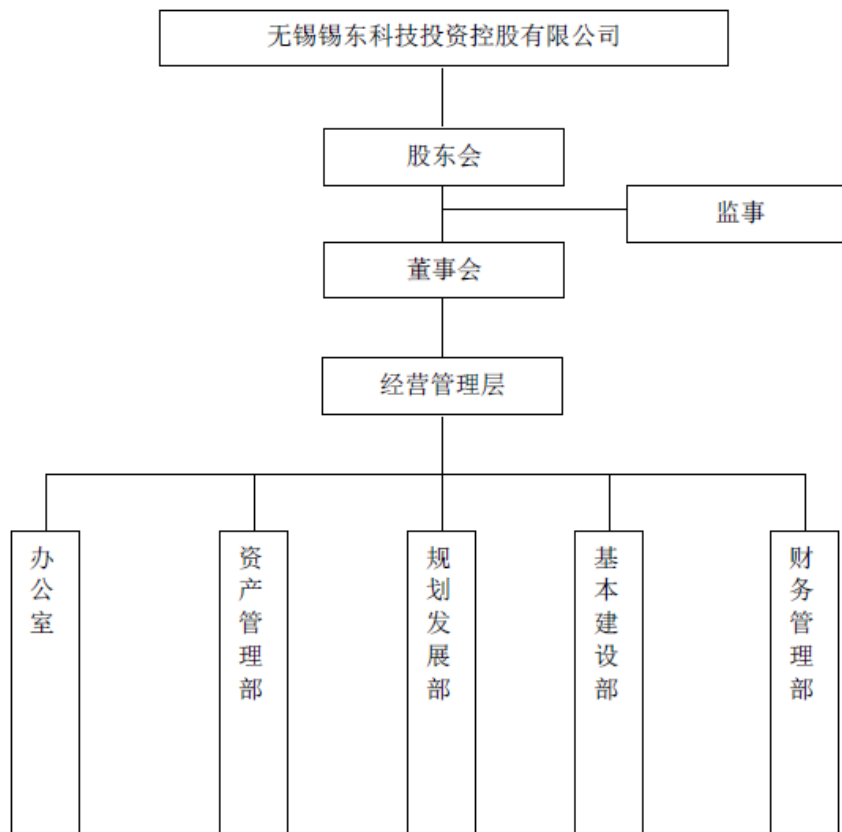 无锡锡东科技投资控股有限公司
股东会
监事
董事会
经营管理层
办公室
资产管理部
规划发展部
基本建设部
财务管理部